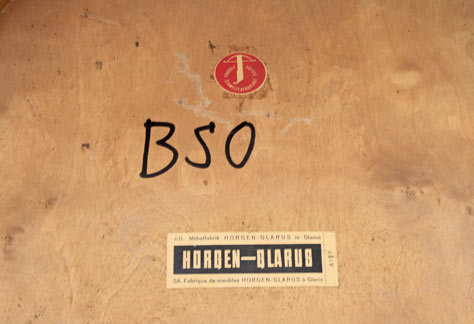 BSO
AG. Möbelfabrik HORGEN-GLARUS in Glarus
HORGEN—GLARUS
SA. Fabrique de meubles HORGEN-GLARUS à Glaris